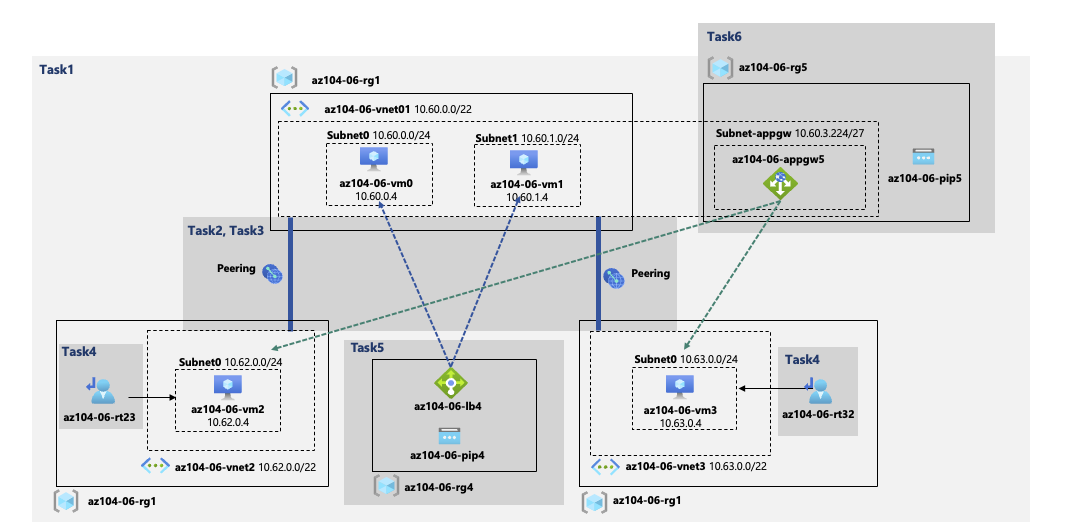 Task6
az104-06-rg5
Task1
az104-06-rg1
az104-06-vnet01 10.60.0.0/22
Subnet0 10.60.0.0/24
Subnet1 10.60.1.0/24
Subnet-appgw 10.60.3.224/27
az104-06-appgw5
az104-06-pip5
az104-06-vm0
10.60.0.4
az104-06-vm1
10.60.1.4
Task2, Task3
Peering
Peering
Task4
Subnet0 10.62.0.0/24
az104-06-rt23
az104-06-vm2
10.62.0.4
az104-06-vnet2 10.62.0.0/22
az104-06-rg1
Task5
az104-06-lb4
az104-06-pip4
az104-06-rg4
Subnet0 10.63.0.0/24
Task4
az104-06-vm3
10.63.0.4
az104-06-rt32
az104-06-vnet3 10.63.0.0/22
az104-06-rg1